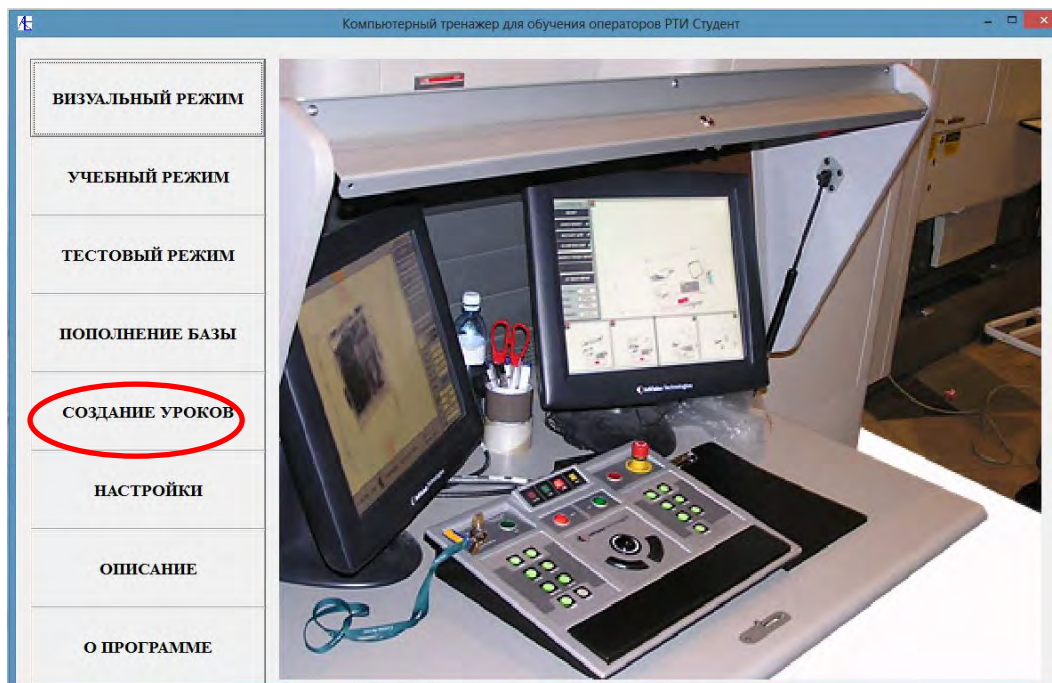 Компьютерный тренажер для обучения операторов РТИ Студент
ВИЗУАЛЬНЫЙ РЕЖИМ
УЧЕБНЫЙ РЕЖИМ
ТЕСТОВЫЙ РЕЖИМ
ПОПОЛНЕНИЕ БАЗЫ
СОЗДАНИЕ УРОКОВ
НАСТРОЙКИ
ОПИСАНИЕ
О ПРОГРАММЕ